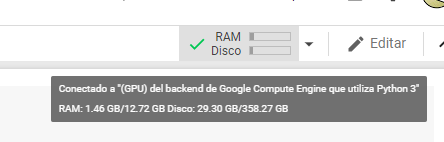 RAM
Disco
Editar
Conectado a "(GPU) del backend de Google Compute Engine que utiliza Python 3"
RAM: 1.46 GB/12.72 GB Disco: 29.30 GB/358.27 GB